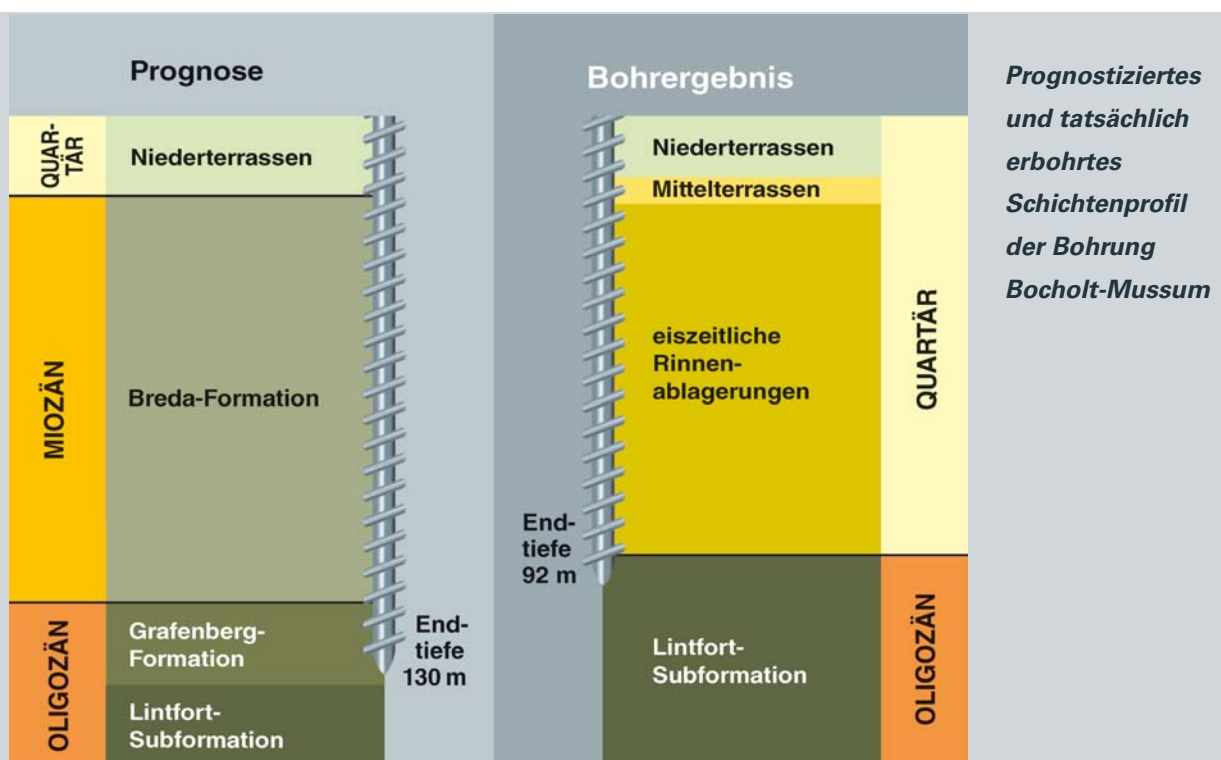 Prognose
QUAR-
TÄR
Niederterrassen
MIOZÄN
Breda-Formation
OLIGOZÄN
Grafenberg-
Formation
Lintfort-
Subformation
End-
tiefe
130 m
Bohrergebnis
Niederterrassen
Mittelterrassen
eiszeitliche
Rinnen-
ablagerungen
QUARTÄR
End-
tiefe
92 m
Lintfort-
Subformation
OLIGOZÄN
Prognostiziertes
und tatsächlich
erbohrtes
Schichtenprofil
der Bohrung
Bocholt-Mussum